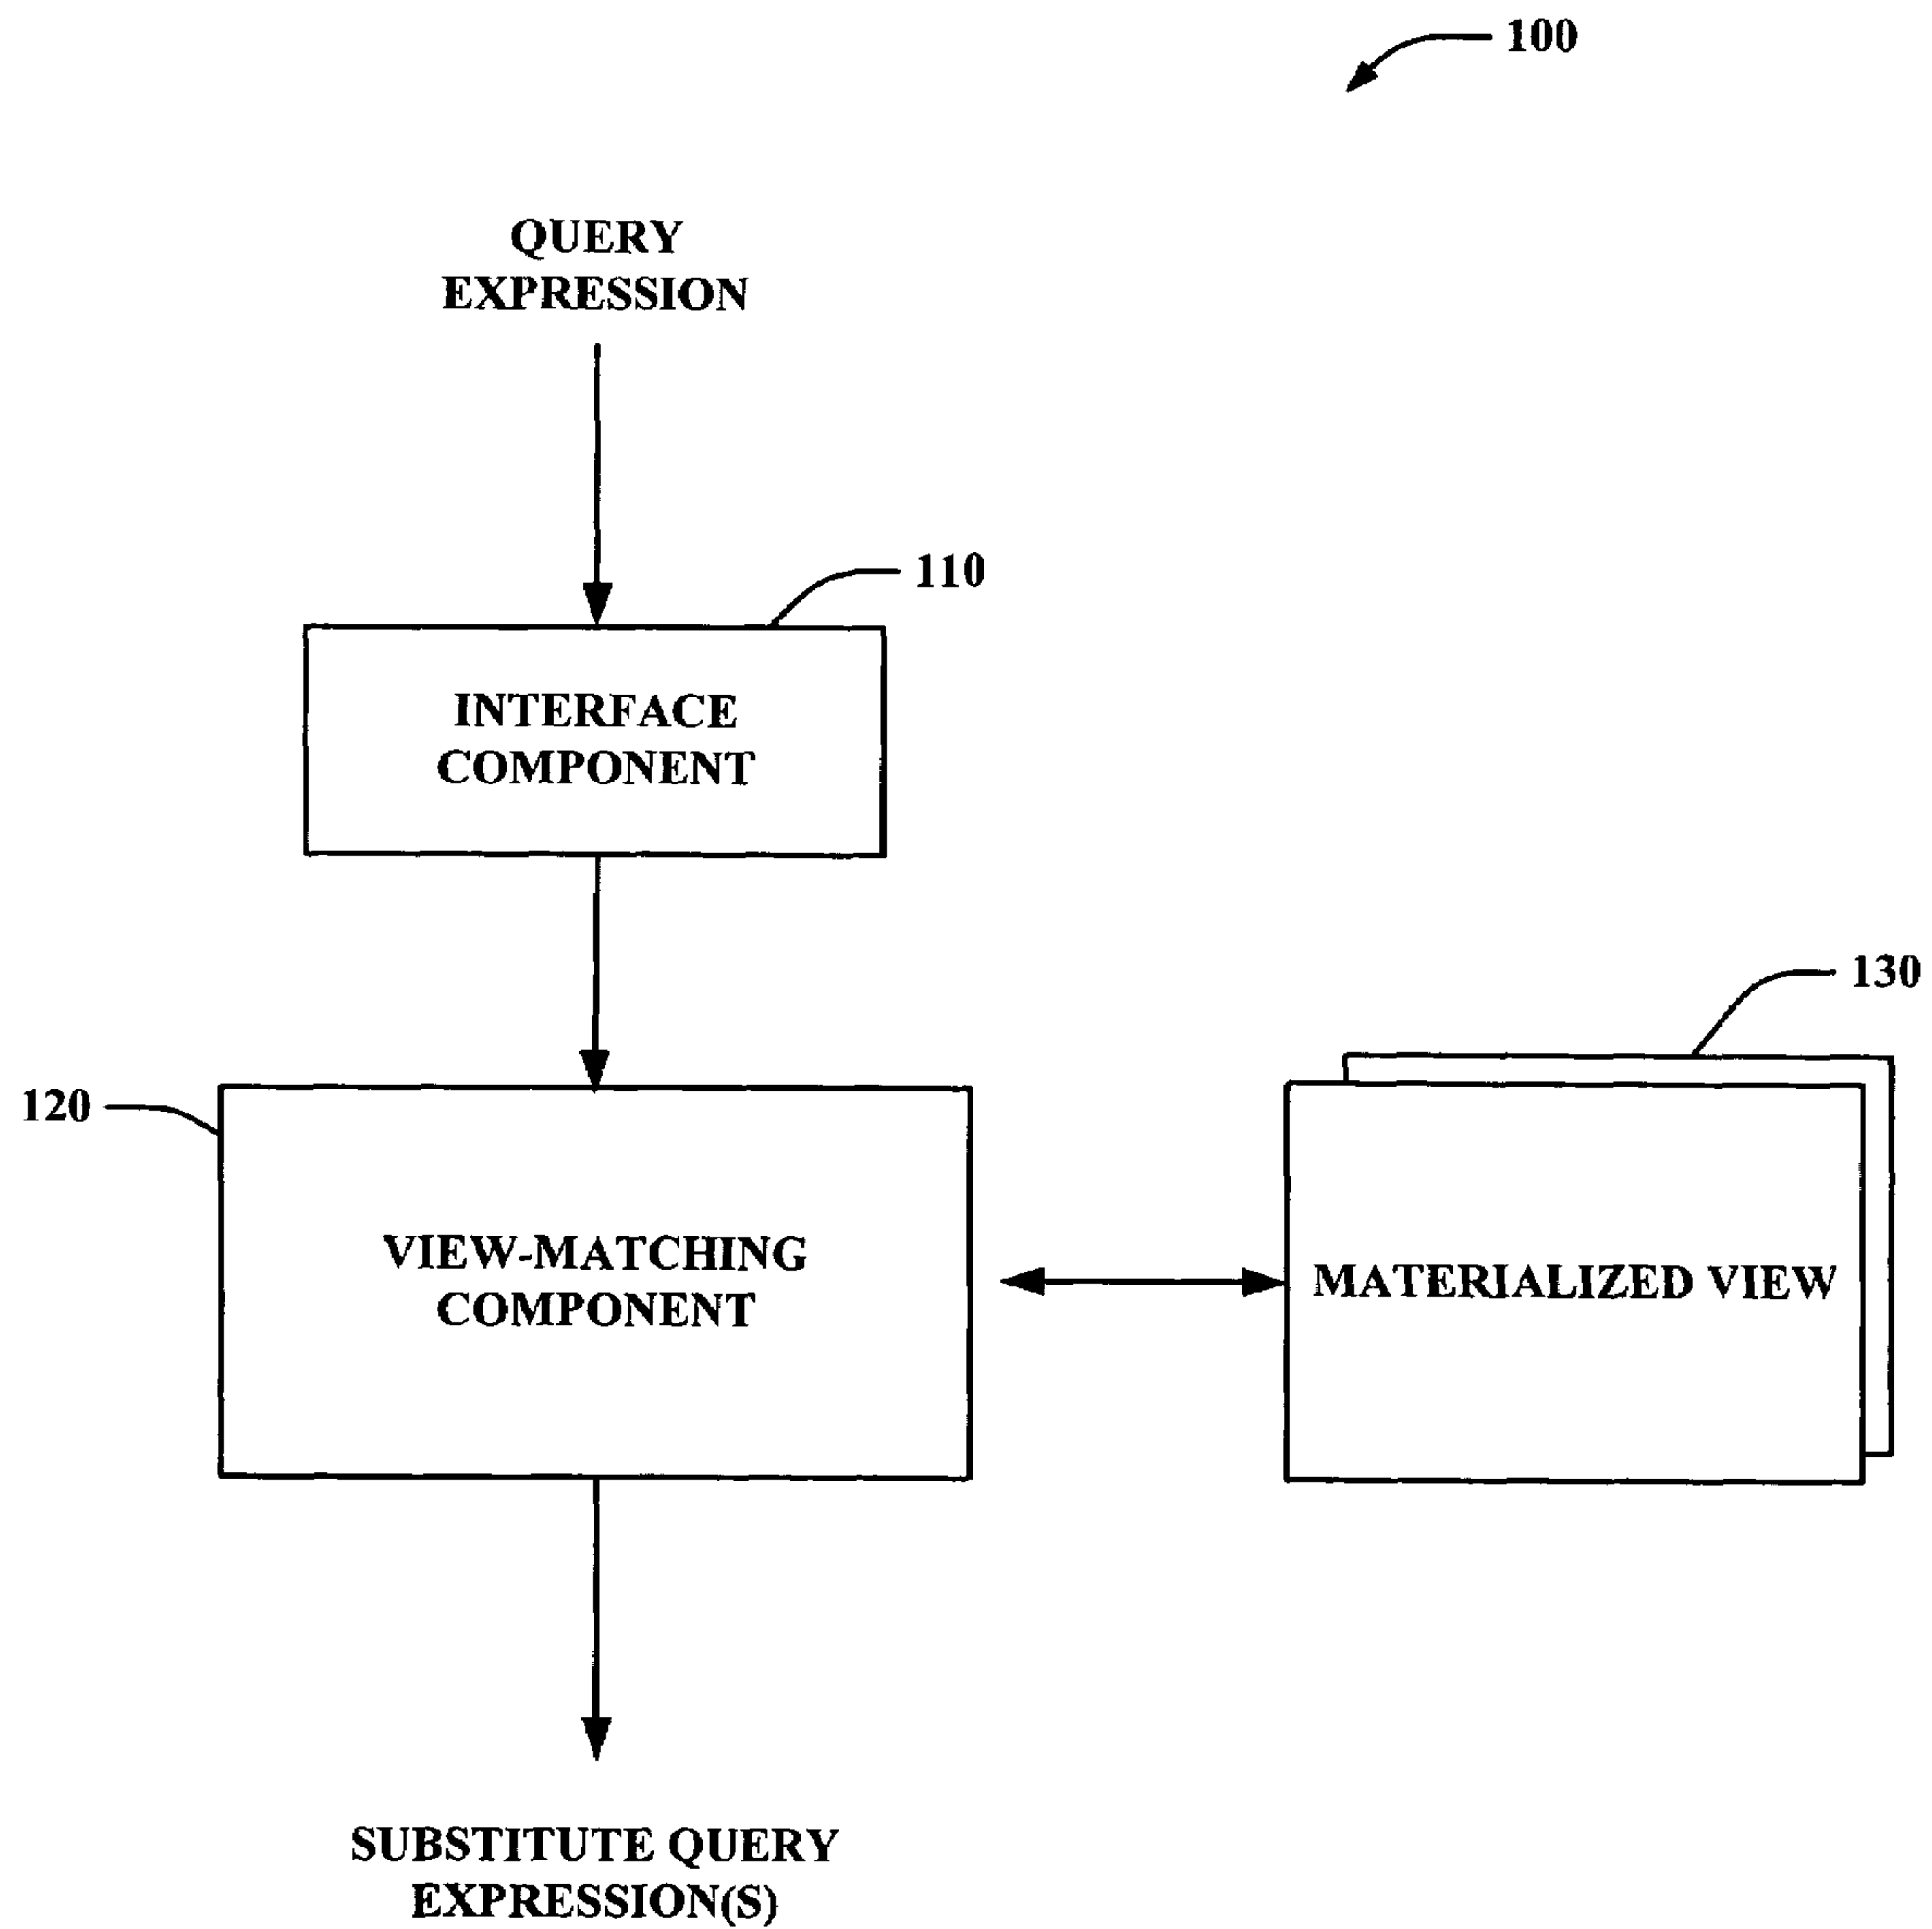 100
QUERY
EXPRESSION
110
INTERFACE
COMPONENT
130
120
VIEW-MATCHING
COMPONENT
MATERIALIZED VIEW
SUBSTITUTE QUERY
EXPRESSION(S)